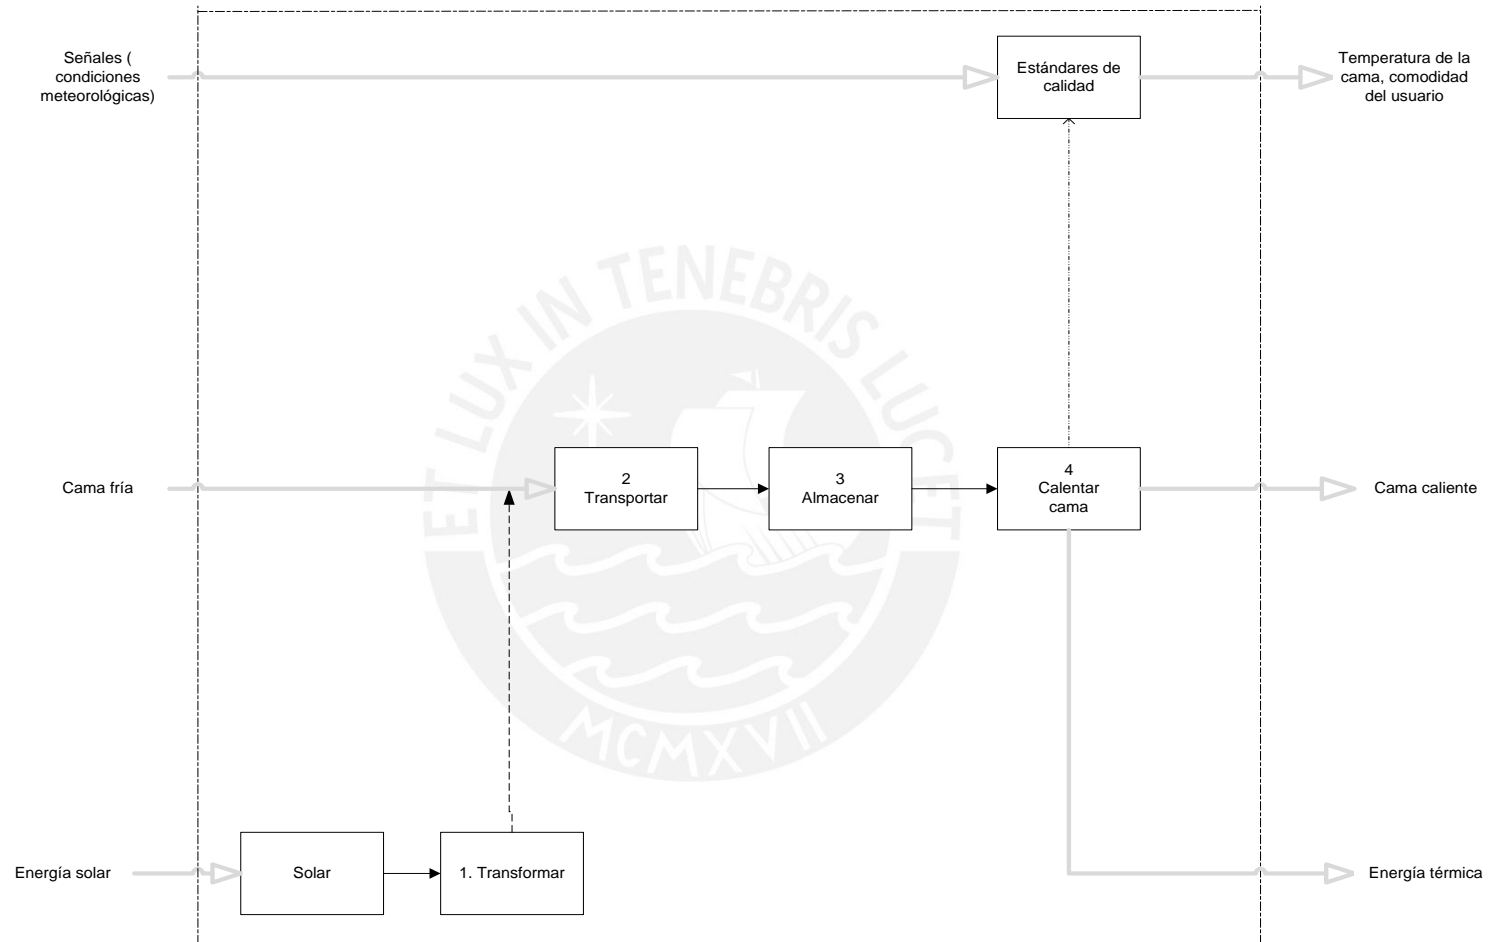 Señales (
condiciones
meteorológicas)
Estándares de
calidad
Temperatura de la
cama, comodidad
del usuario
ET LUX IN TENEBRIS LUCET
Cama fría
2
Transportar
3
Almacenar
4
Calentar
cama
Cama caliente
MCMXVII
Energía solar
Solar
1. Transformar
Energía térmica